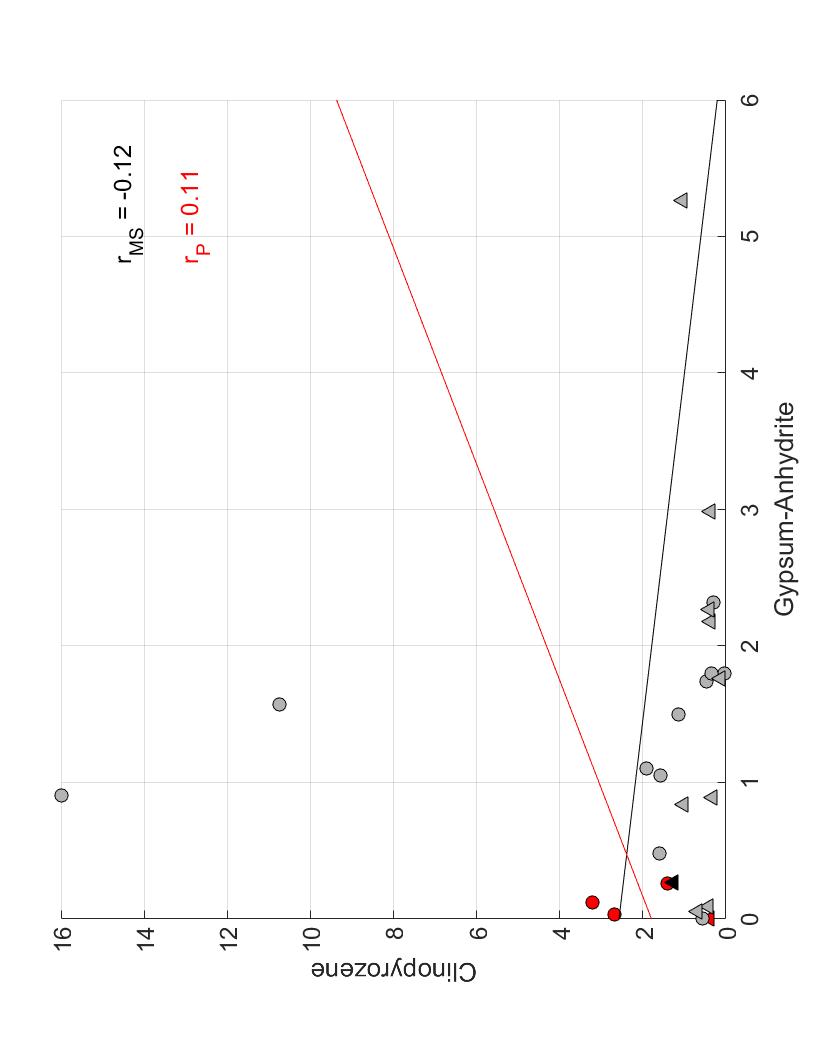 16
14
12
10
8
6
4
2
0
Clinopyrozene
r_MS = -0.12
r_P = 0.11
0 1 2 3 4 5 6
Gypsum-Anhydrite